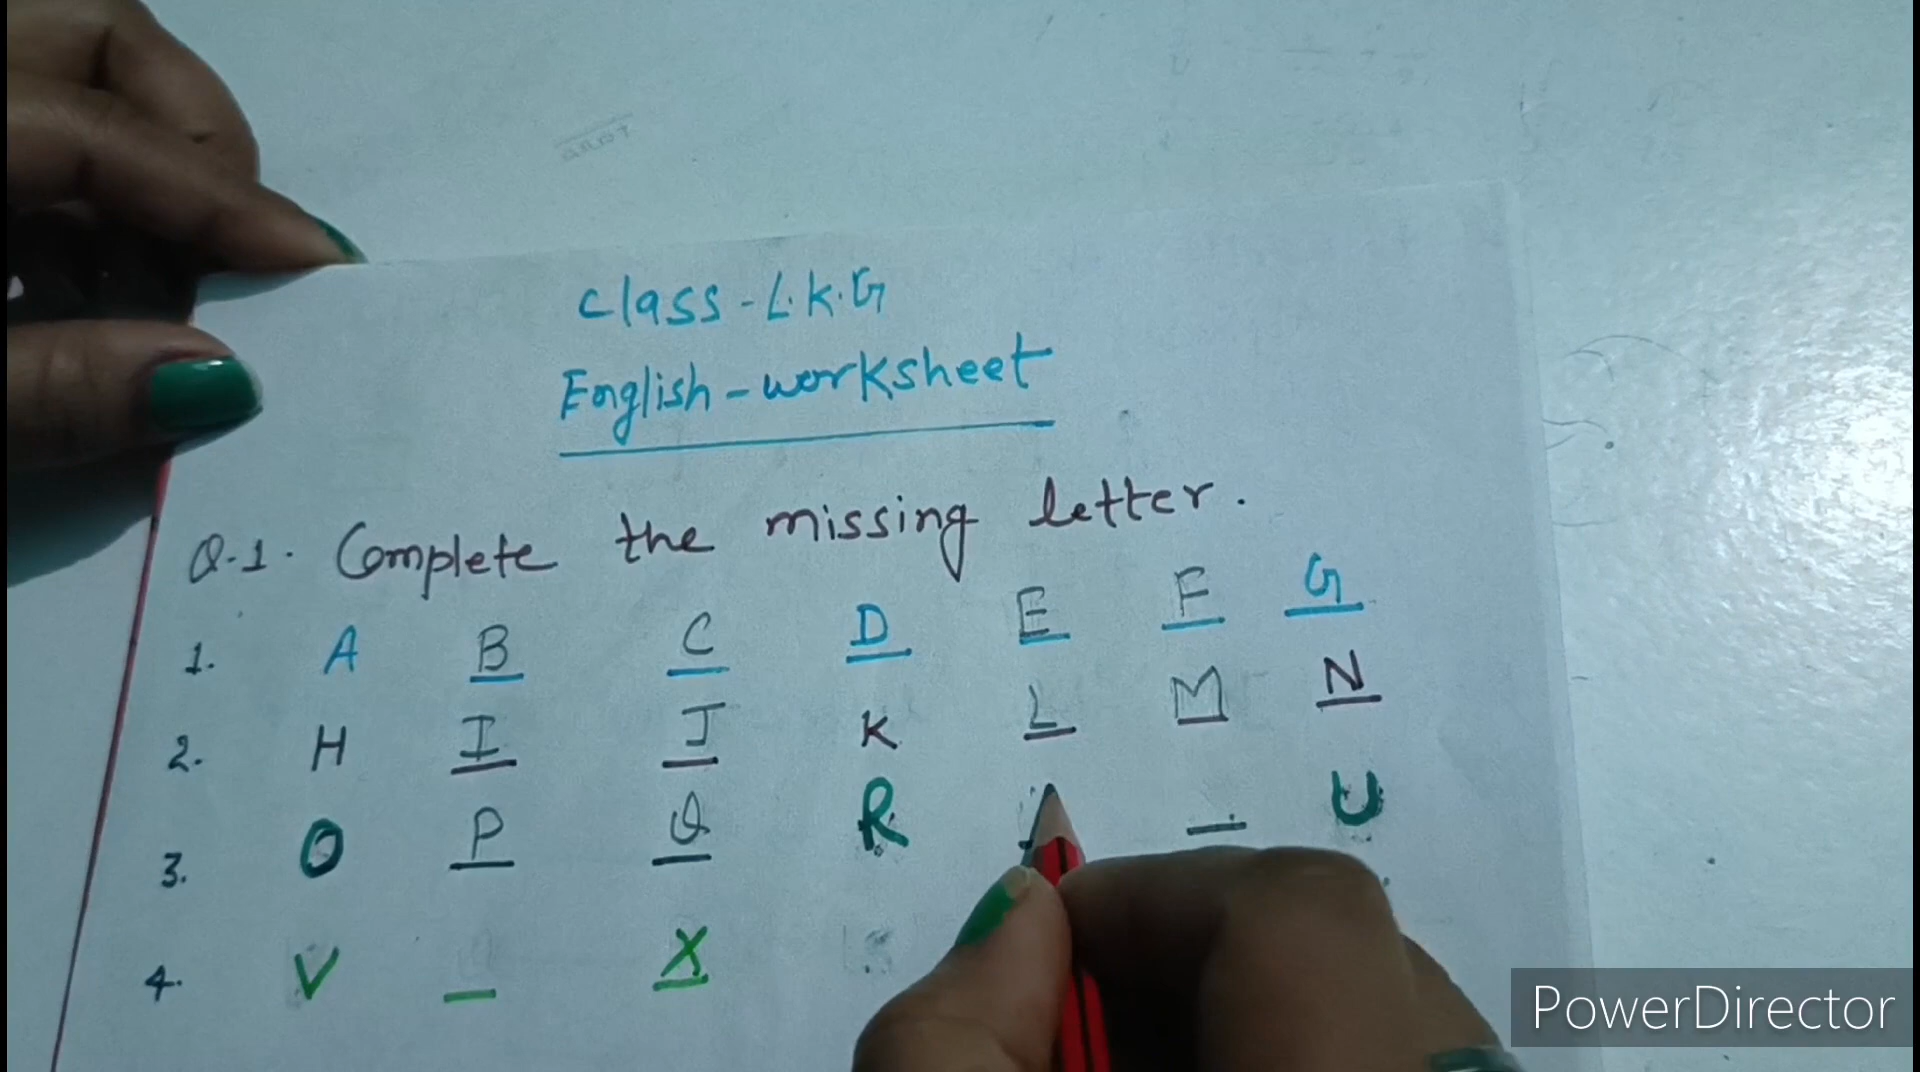 Class-L.K.G
English-worksheet
Q.1. Complete the missing letter.
1. A B C D E F G
2. H I J K L M N
3. O P Q R _ U
4. V _ X
PowerDirector